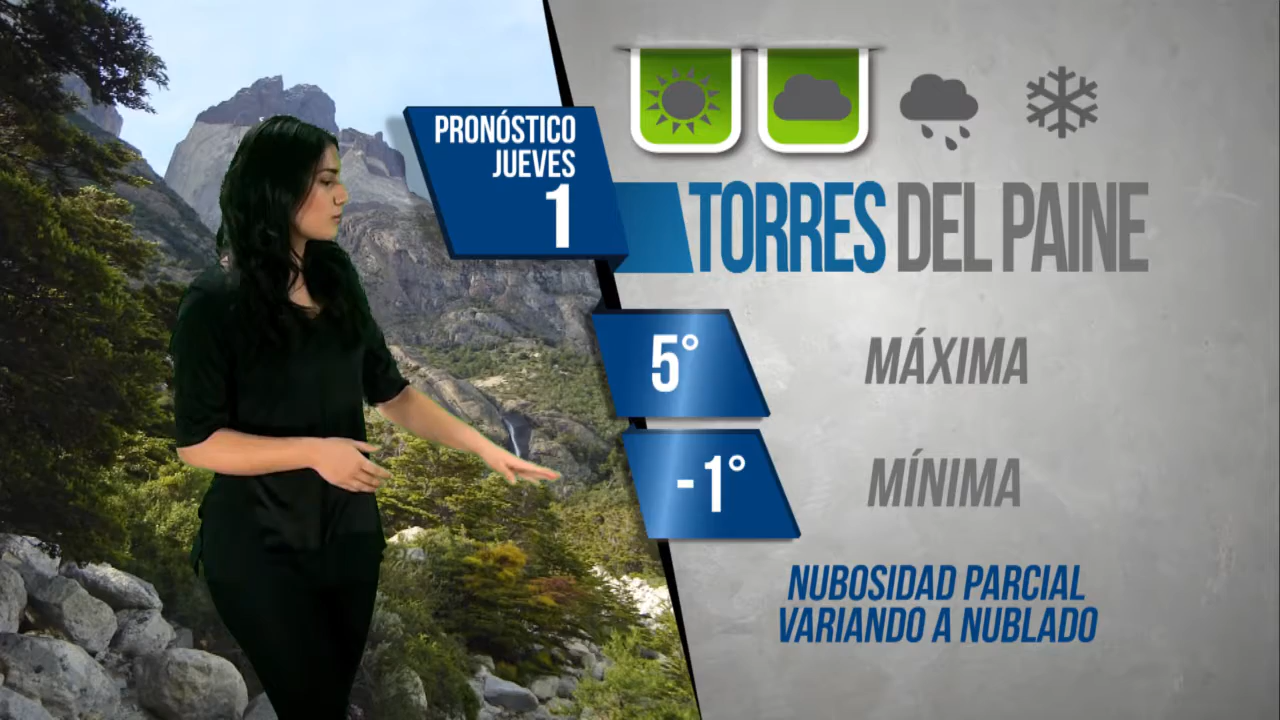 PRONÓSTICO
JUEVES
1
TORRES DEL PAINE
5° MÁXIMA
-1° MÍNIMA
NUBOSIDAD PARCIAL
VARIANDO A NUBLADO